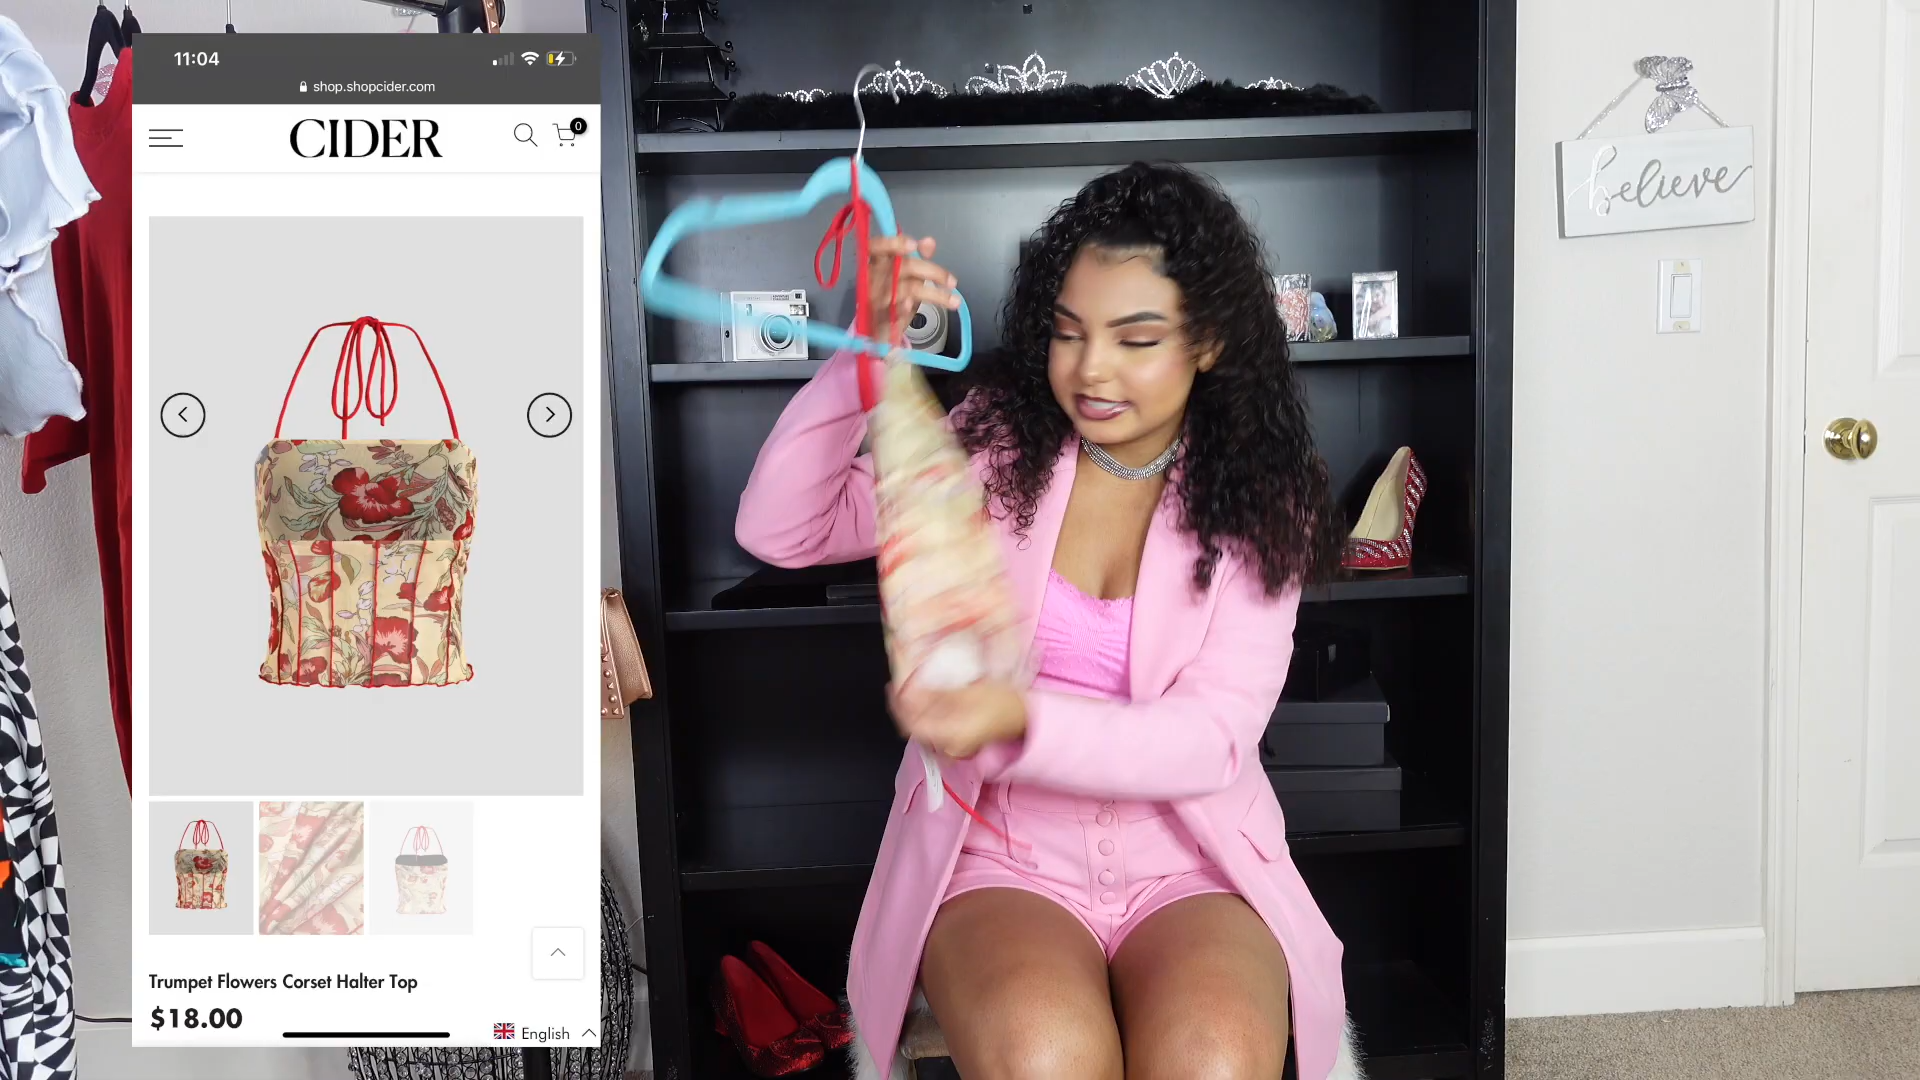 11:04
shop.shopcider.com
CIDER
0
Trumpet Flowers Corset Halter Top
$18.00
English
believe